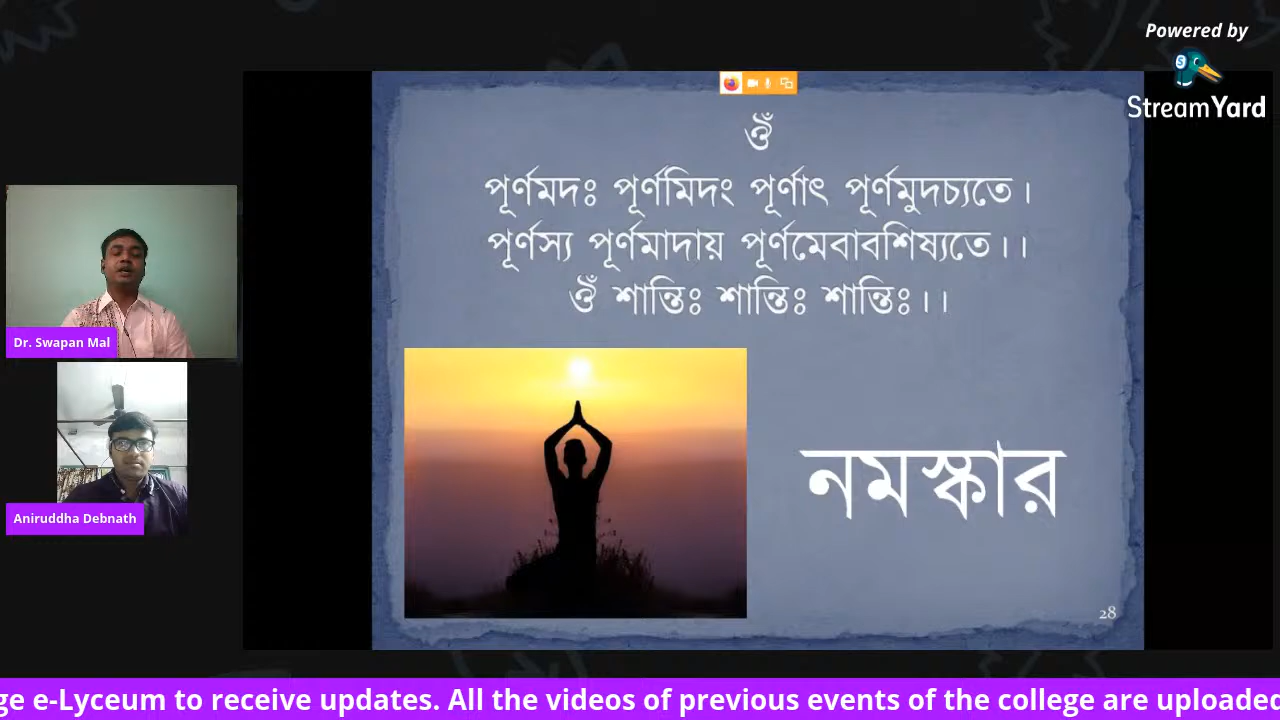 Powered by
StreamYard
ওঁ
পূর্ণমদঃ পূর্ণমিদং পূর্ণাৎ পূর্ণমুদচ্যতে।
পূর্ণস্য পূর্ণমাদায় পূর্ণমেবাবশিষ্যতে।।
ওঁ শান্তিঃ শান্তিঃ শান্তিঃ।।
নমস্কার
28
Dr. Swapan Mal
Aniruddha Debnath
ge e-Lyceum to receive updates. All the videos of previous events of the college are uploaded